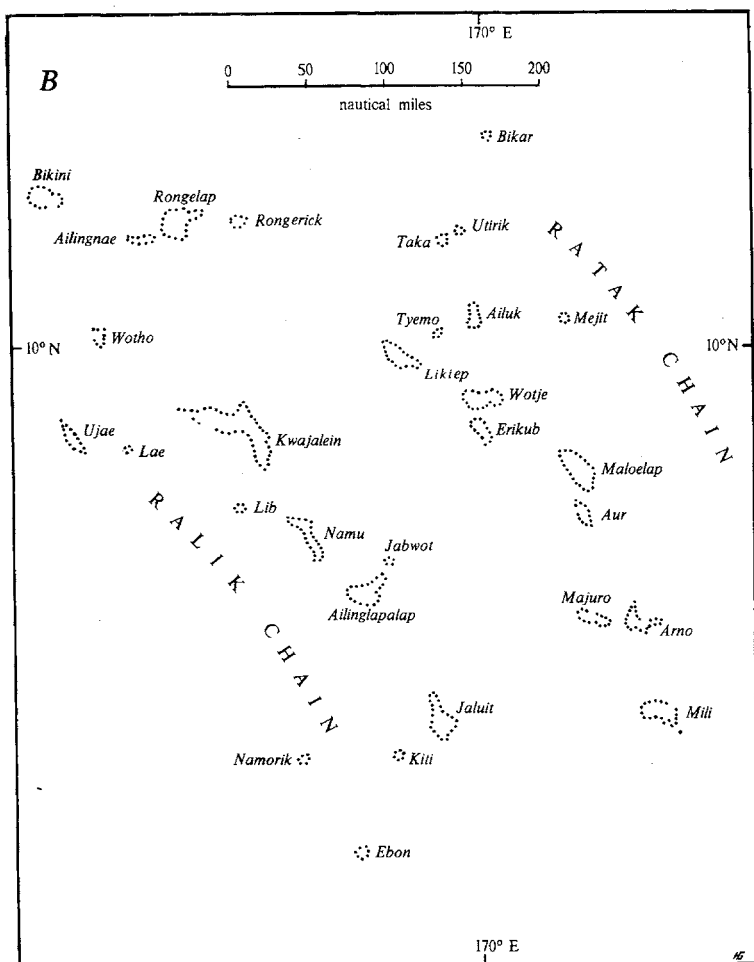 170° E
B
0 50 100 150 200
nautical miles
Bikar
Bikini
Rongelap
Rongerick
Ailingnae
Utirik
Taka
RATAK CHAIN
Ailuk
Mejit
Tyemo
10° N
Wotho
10° N
Likiep
Wotje
Ujae
Kwajalein
Erikub
Lae
Maloelap
RALIK CHAIN
Lib
Aur
Namu
Jabwot
Ailinglapalap
Majuro
Arno
Jaluit
Mili
Namorik
Kiti
Ebon
170° E